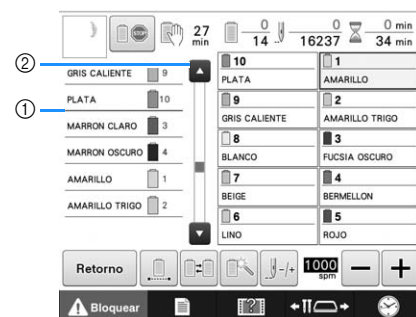 27 min
0 14
0 16237
0 min 34 min
②
①
GRIS CALIENTE 9
PLATA 10
MARRON CLARO 3
MARRON OSCURO 4
AMARILLO 1
AMARILLO TRIGO 2
10 PLATA
9 GRIS CALIENTE
8 BLANCO
7 BEIGE
6 LINO
1 AMARILLO
2 AMARILLO TRIGO
3 FUCSIA OSCURO
4 BERMELLON
5 ROJO
Retorno
-/+
1000 spm
− +
Bloquear
?